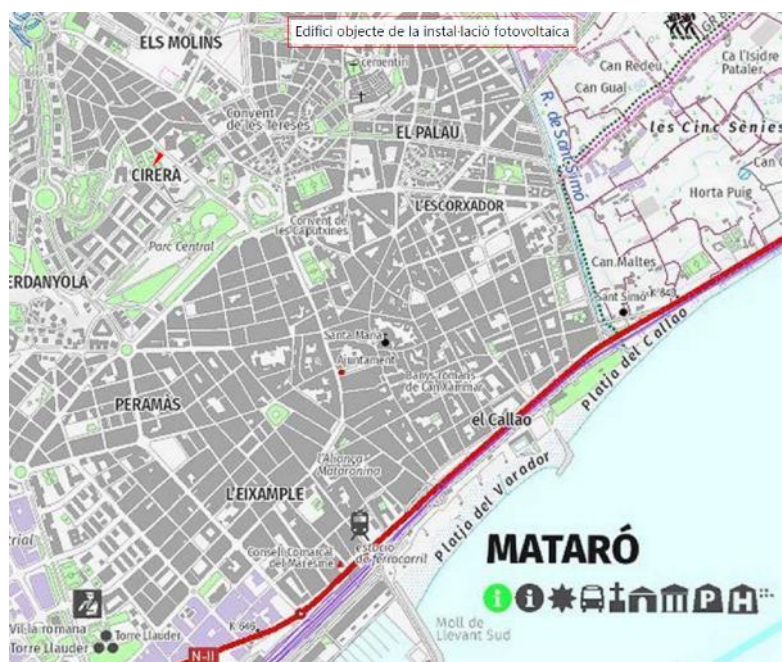 Edifici objecte de la instal·lació fotovoltaica
ELS MOLINS
cementiri
GR 8
Can Redeu
Can Gual
Ca l'Isidre
Pataler
Convent
de les Tereses
EL PALAU
R. de Sant Simó
les Cinc Sènies
CIRERA
L'ESCORXADOR
Horta Puig
Convent de
les Caputxines
Parc Central
Can Maltes
ERDANYOLA
Sant Simó
Santa Maria
Ajuntament
Banys romans
de Can Xammar
Platja del Callao
PERAMÀS
el Callao
l'Aliança
Mataronina
L'EIXAMPLE
Platja del Varador
trial
Consell Comarcal
del Maresme
estació
de ferrocarril
MATARÓ
i i P H
Vil·la romana
Torre Llauder
Torre Llauder
K 646
N-II
Moll de
Llevant Sud